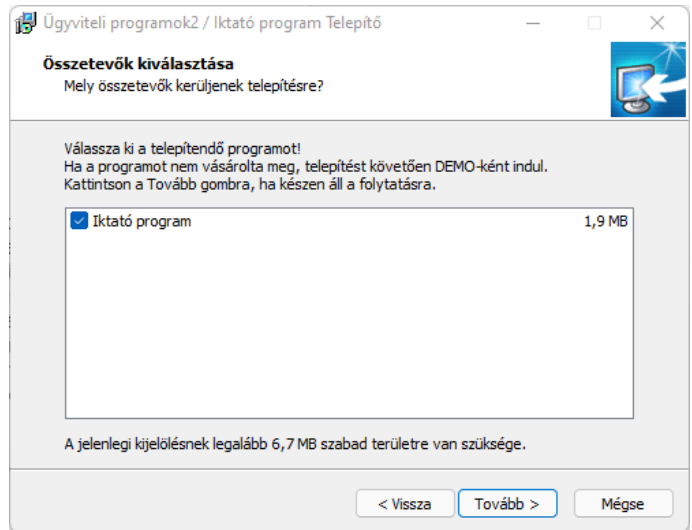 Ügyviteli programok2 / Iktató program Telepítő
Összetevők kiválasztása
Mely összetevők kerüljenek telepítésre?
Válassza ki a telepítendő programot!
Ha a programot nem vásárolta meg, telepítést követően DEMO-ként indul.
Kattintson a Tovább gombra, ha készen áll a folytatásra.
Iktató program 1,9 MB
A jelenlegi kijelölésnek legalább 6,7 MB szabad területre van szüksége.
< Vissza Tovább > Mégse